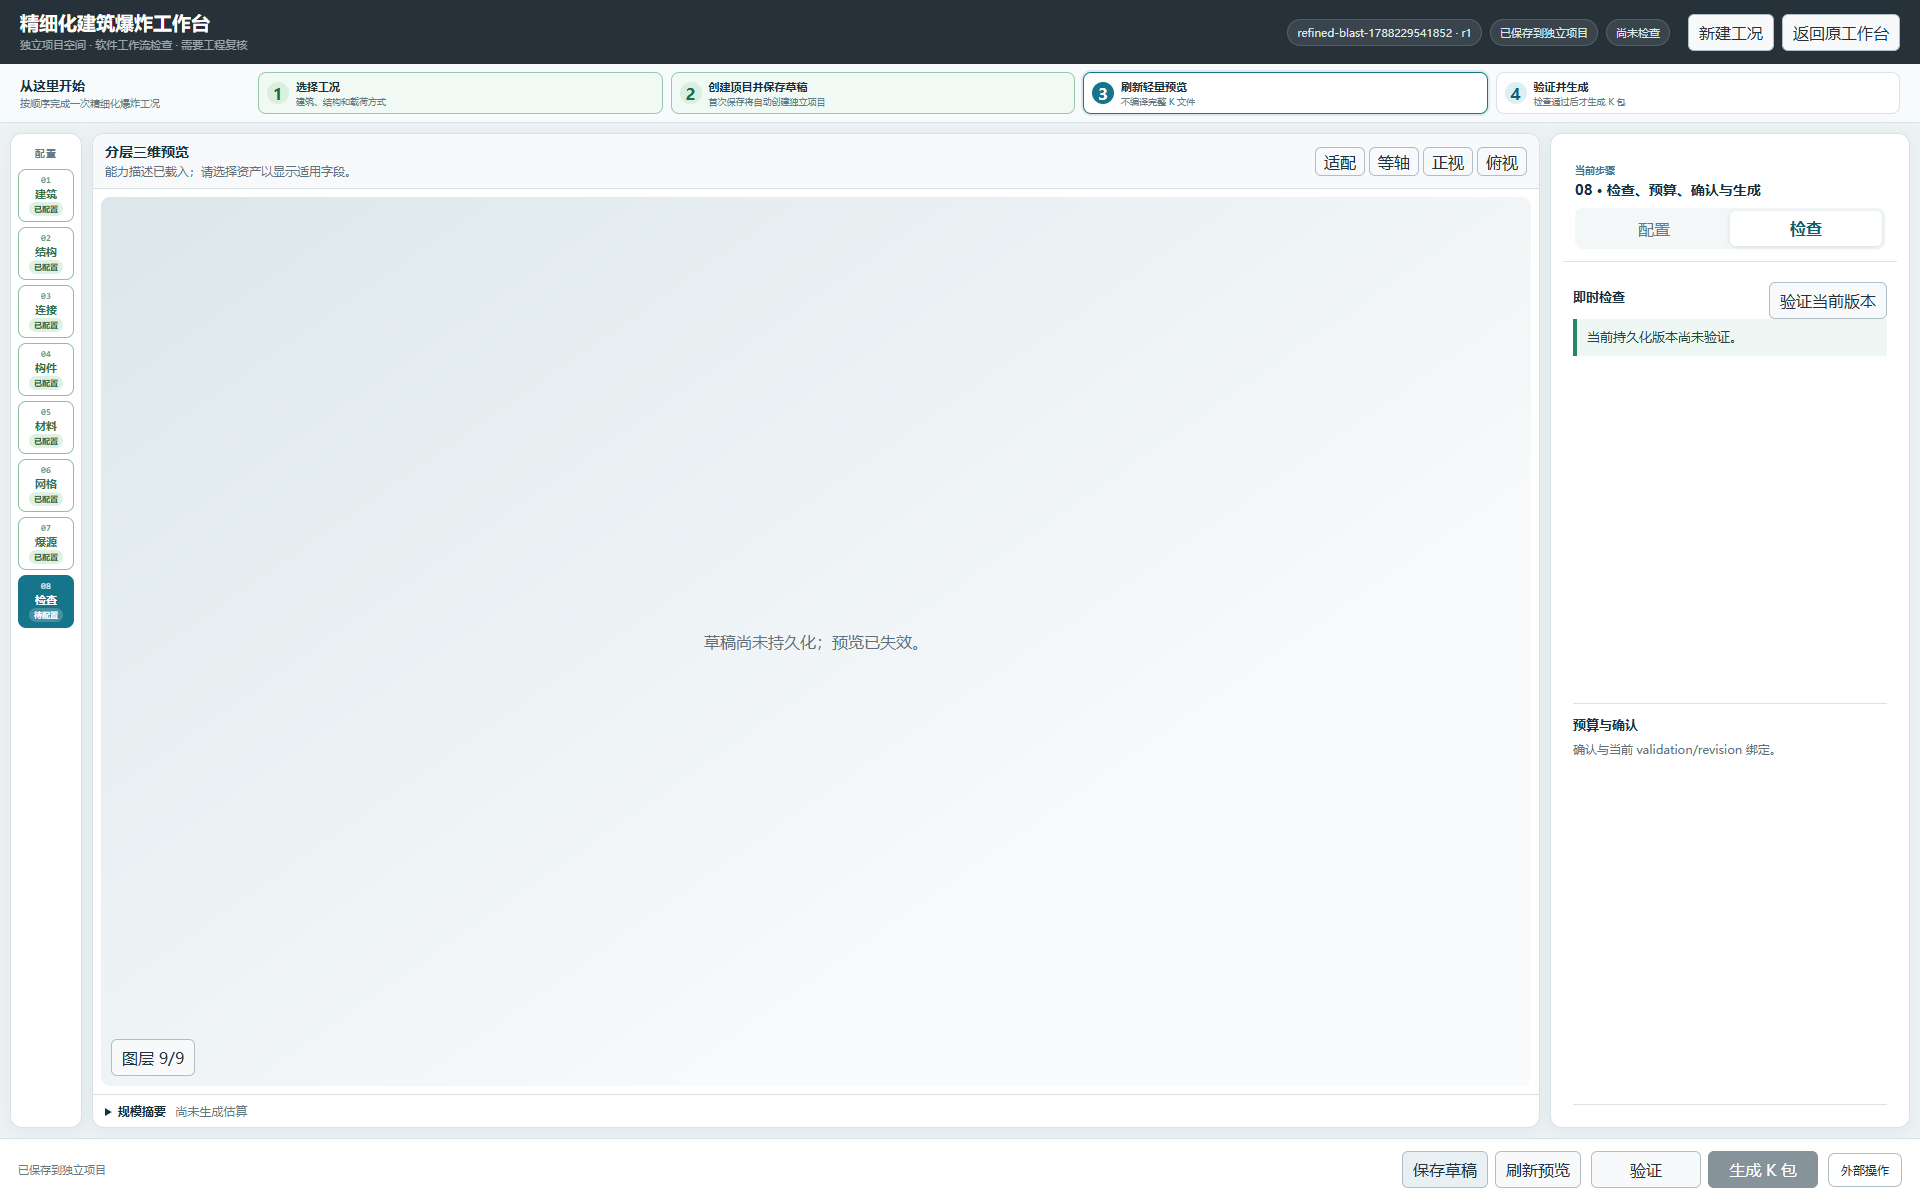 精细化建筑爆炸工作台
独立项目空间 · 软件工作流检查 · 需要工程复核
refined-blast-1788229541852 · r1
已保存到独立项目
尚未检查
新建工况
返回原工作台
从这里开始
按顺序完成一次精细化爆炸工况
1 选择工况
建筑、结构和载荷方式
2 创建项目并保存草稿
首次保存将自动创建独立项目
3 刷新轻量预览
不编译完整 K 文件
4 验证并生成
检查通过后才生成 K 包
配置
01
建筑
已配置
02
结构
已配置
03
连接
已配置
04
构件
已配置
05
材料
已配置
06
网格
已配置
07
爆源
已配置
08
检查
待配置
分层三维预览
能力描述已载入；请选择资产以显示适用字段。
适配
等轴
正视
俯视
草稿尚未持久化；预览已失效。
图层 9/9
▶ 规模摘要 尚未生成估算
当前步骤
08 • 检查、预算、确认与生成
配置
检查
即时检查
验证当前版本
当前持久化版本尚未验证。
预算与确认
确认与当前 validation/revision 绑定。
已保存到独立项目
保存草稿
刷新预览
验证
生成 K 包
外部操作